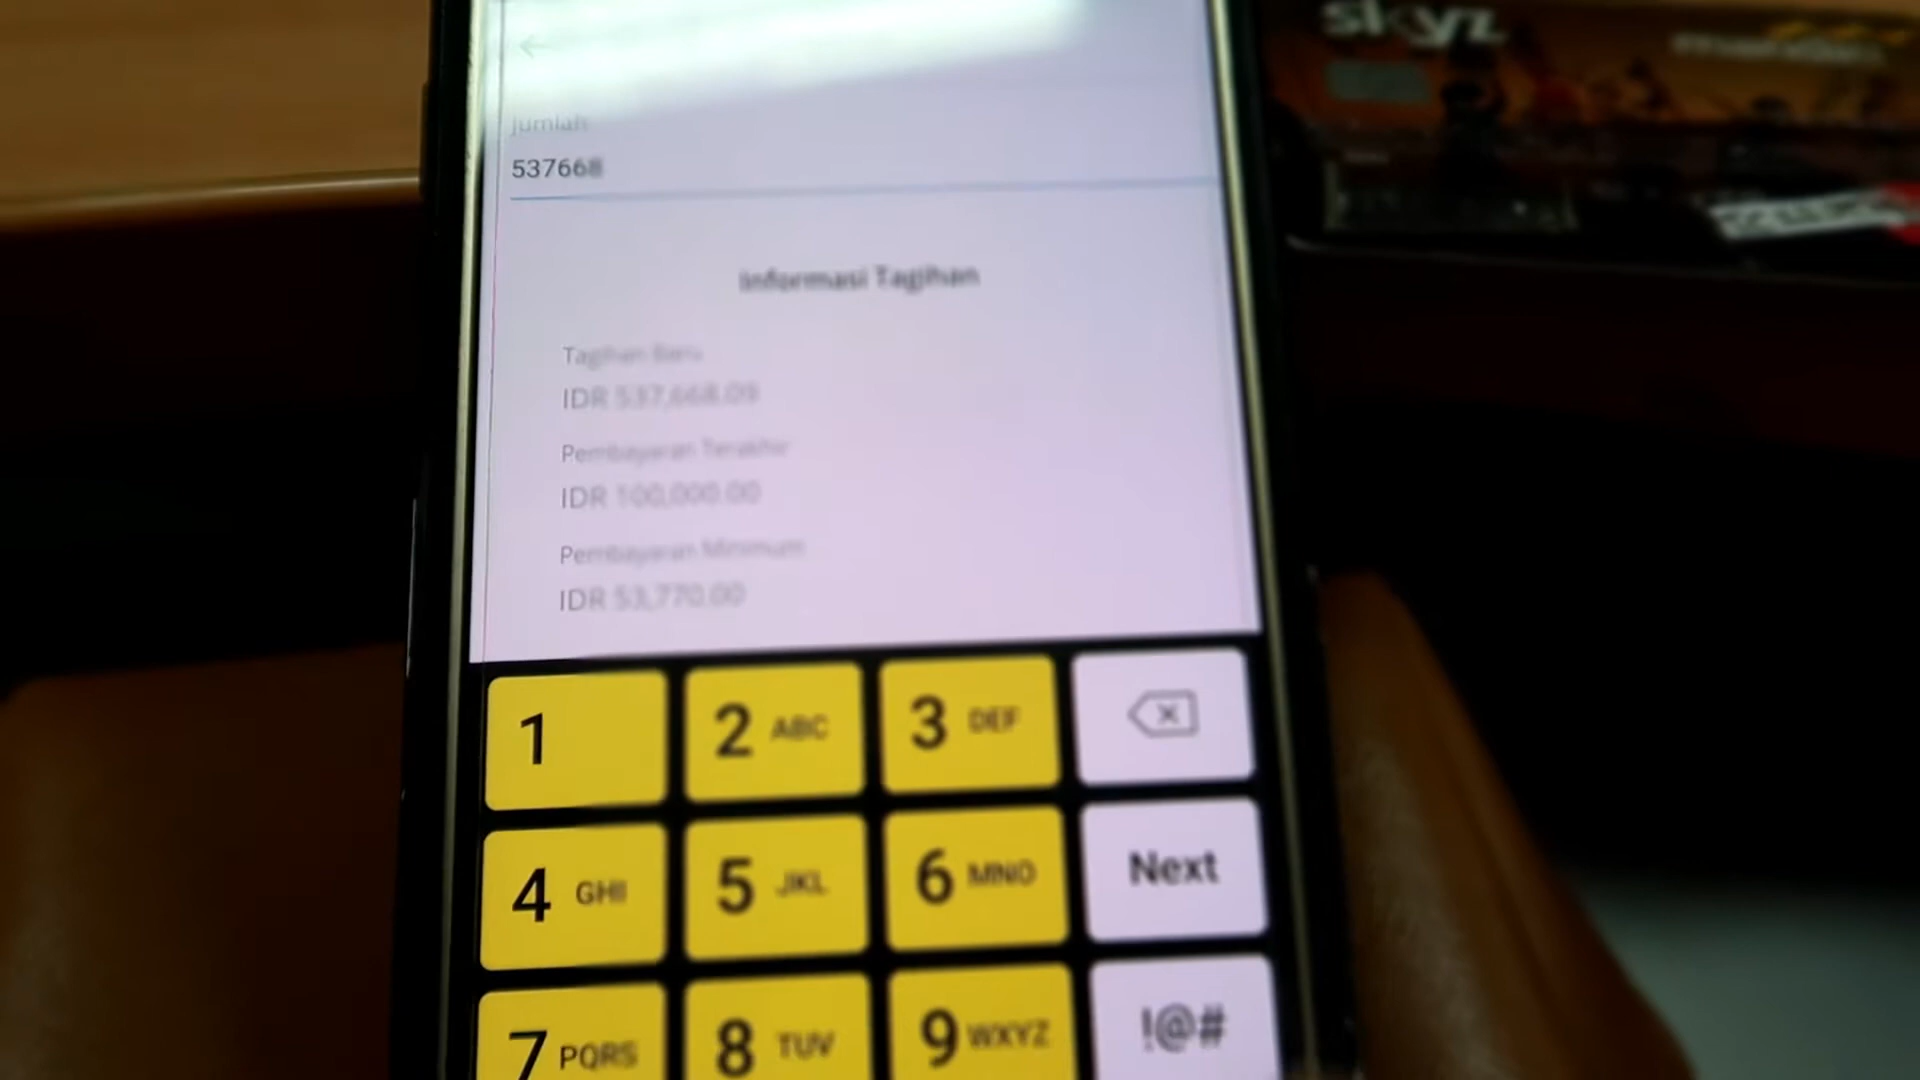 skyz
mandiri
Jumlah
537668
Informasi Tagihan
Tagihan Baru
IDR 537,668.09
Pembayaran Terakhir
IDR 100,000.00
Pembayaran Minimum
IDR 53,770.00
1
2 ABC
3 DEF
4 GHI
5 JKL
6 MNO
Next
7 PQRS
8 TUV
9 WXYZ
!@#